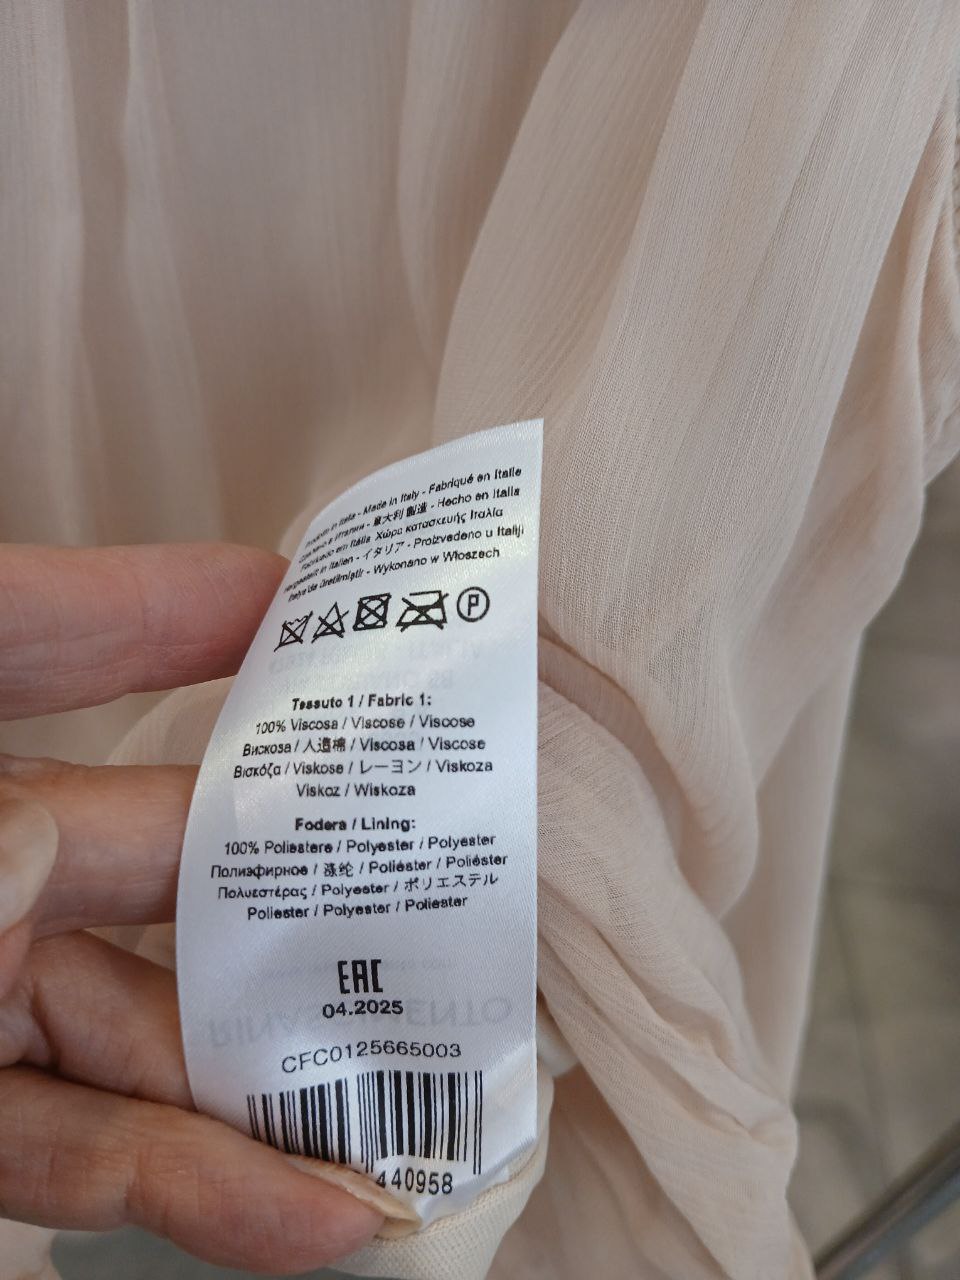 Prodotto in Italia - Made in Italy - Fabriqué en Italie
Сделано в Италии - 意大利 製造 - Hecho en Italia
Fabricado em Itália Χώρα κατασκευής Ιταλία
Hergestellt in Italien - イタリア - Proizvedeno u Italiji
İtalya'da Üretilmiştir - Wykonano w Włoszech
P
Tessuto 1 / Fabric 1:
100% Viscosa / Viscose / Viscose
Вискоза / 人造棉 / Viscosa / Viscose
Βισκόζα / Viskose / レーヨン / Viskoza
Viskoz / Wiskoza
Fodera / Lining:
100% Poliestere / Polyester / Polyester
Полиэфирное / 涤纶 / Poliéster / Poliéster
Πολυεστέρας / Polyester / ポリエステル
Poliester / Polyester / Poliester
EAC
04.2025
RINASCIMENTO
CFC0125665003
440958